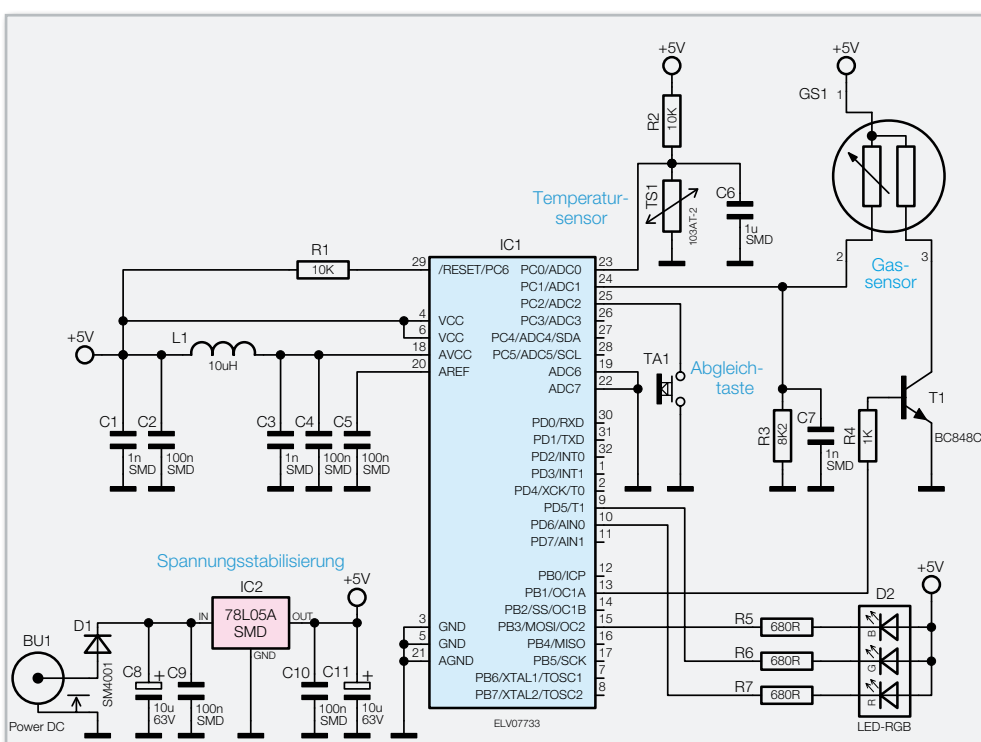 +5V
+5V
GS1
1
R2
10K
Temperatur-
sensor
TS1
103AT-2
C6
1u
SMD
2
3
Gas-
sensor
R1
10K
IC1
29
/RESET/PC6
4
VCC
6
VCC
18
AVCC
20
AREF
3
GND
5
GND
21
AGND
PC0/ADC0
23
PC1/ADC1
24
PC2/ADC2
25
PC3/ADC3
26
PC4/ADC4/SDA
27
PC5/ADC5/SCL
28
ADC6
19
ADC7
22
PD0/RXD
30
PD1/TXD
31
PD2/INT0
32
PD3/INT1
1
PD4/XCK/T0
2
PD5/T1
9
PD6/AIN0
10
PD7/AIN1
11
PB0/ICP
12
PB1/OC1A
13
PB2/SS/OC1B
14
PB3/MOSI/OC2
15
PB4/MISO
16
PB5/SCK
17
PB6/XTAL1/TOSC1
7
PB7/XTAL2/TOSC2
8
ELV07733
+5V
L1
10uH
C1
1n
SMD
C2
100n
SMD
C3
1n
SMD
C4
100n
SMD
C5
100n
SMD
TA1
Abgleich-
taste
R3
8K2
C7
1n
SMD
R4
1K
T1
BC848C
Spannungsstabilisierung
IC2
78L05A
SMD
IN
OUT
GND
+5V
BU1
Power DC
D1
SM4001
C8
+
10u
63V
C9
100n
SMD
C10
100n
SMD
C11
+
10u
63V
R5
680R
R6
680R
R7
680R
+5V
D2
B
G
R
LED-RGB